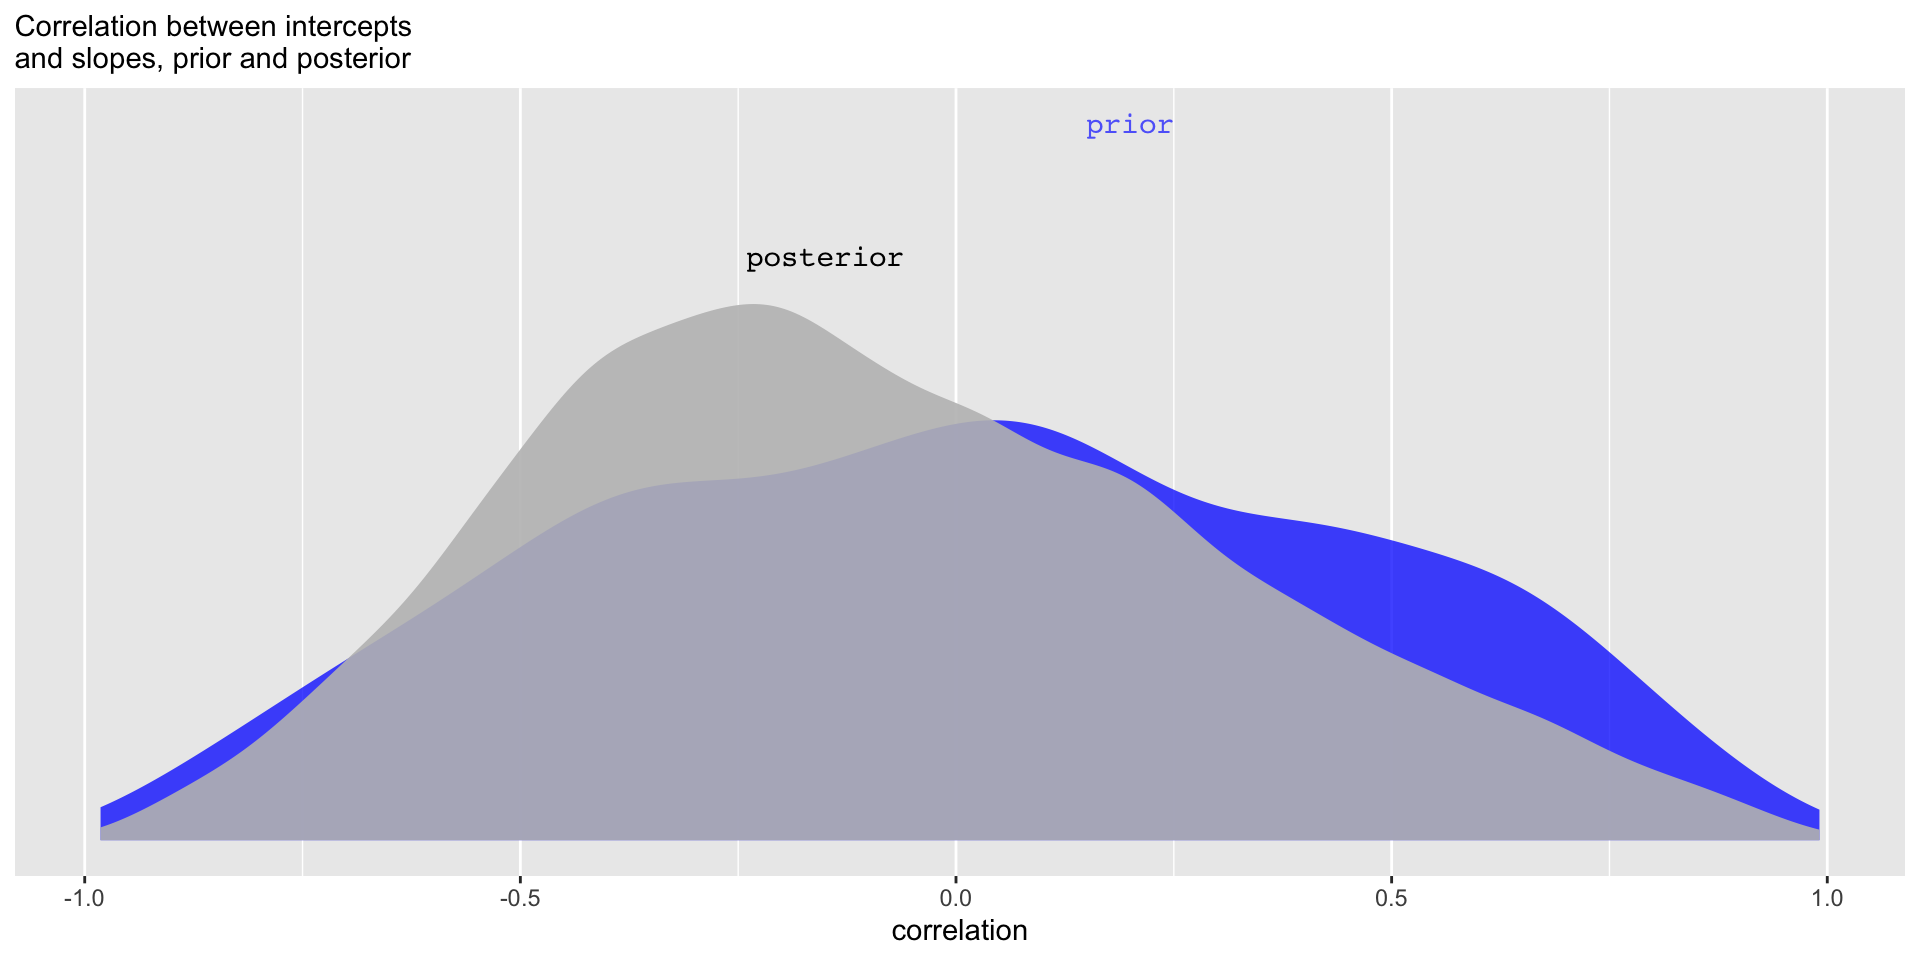 Correlation between intercepts
and slopes, prior and posterior
prior
posterior
-1.0 -0.5 0.0 0.5 1.0
correlation